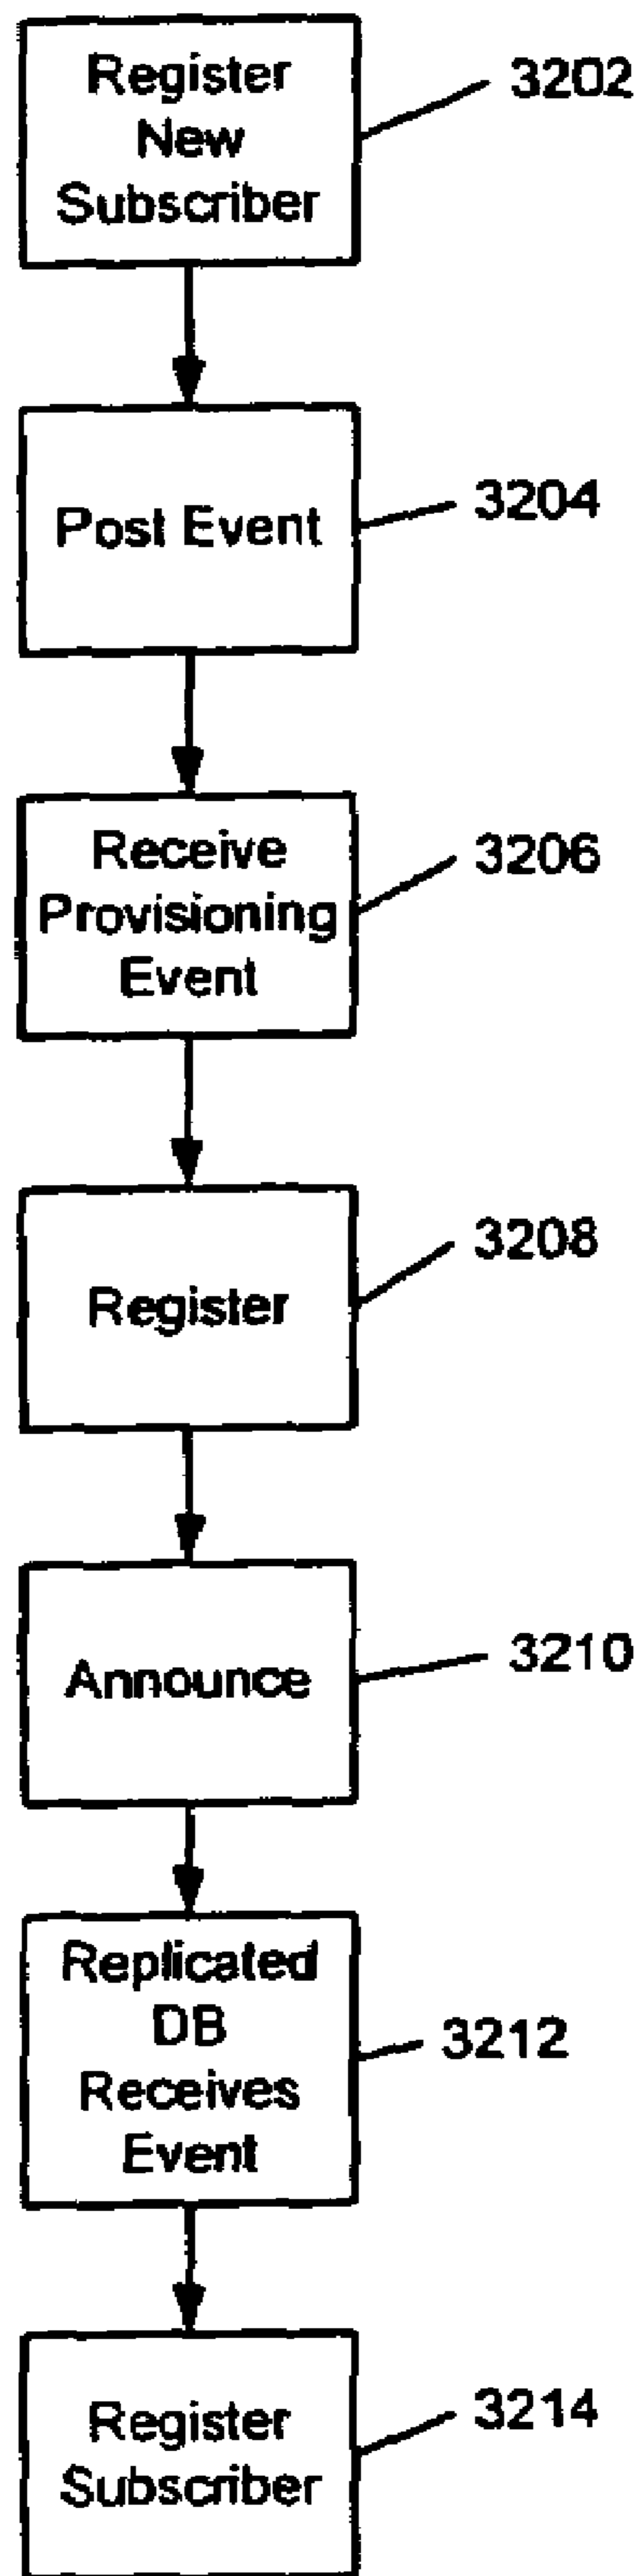 Register
New
Subscriber
3202
Post Event
3204
Receive
Provisioning
Event
3206
Register
3208
Announce
3210
Replicated
DB
Receives
Event
3212
Register
Subscriber
3214